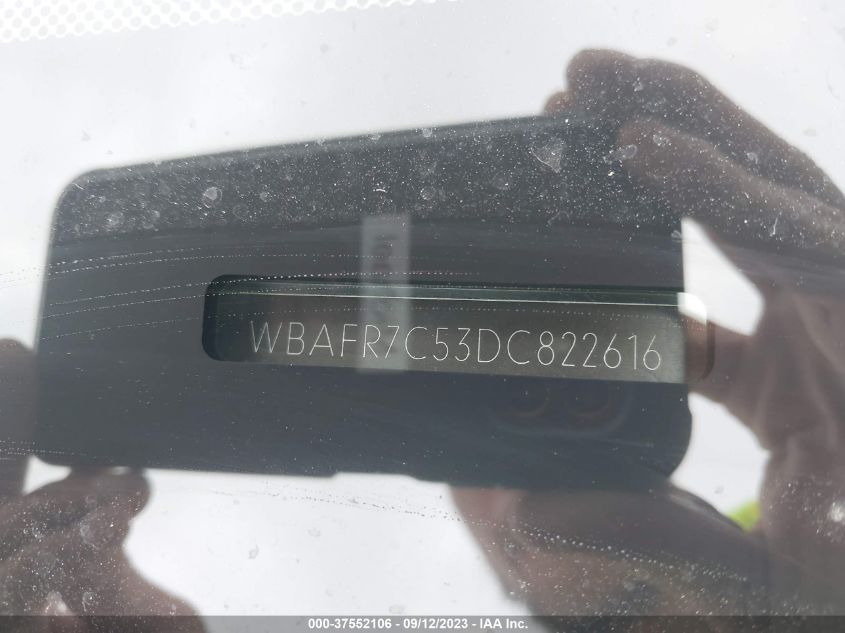 WBAFR7C53DC822616
000-37552106 - 09/12/2023 - IAA Inc.